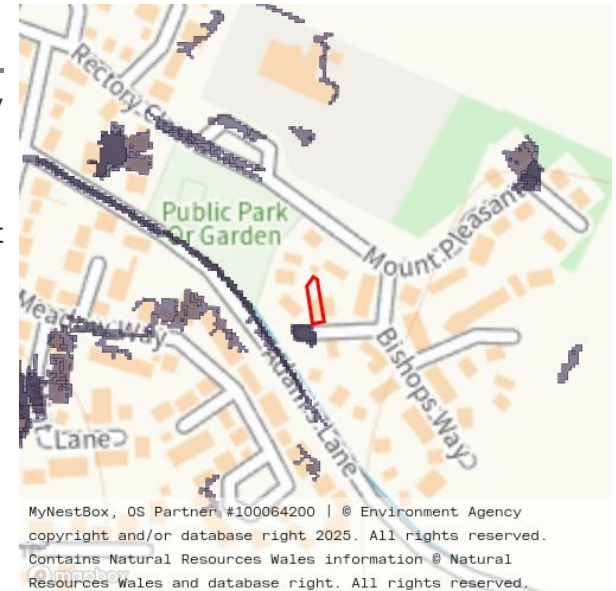 Rectory Clo
Public Park
Or Garden
Mount Pleasant
Meadow Way
Bishops Way
Adams Lane
Lane
MyNestBox, OS Partner #100064200 | © Environment Agency
copyright and/or database right 2025. All rights reserved.
Contains Natural Resources Wales information © Natural
Resources Wales and database right. All rights reserved.
mapbox